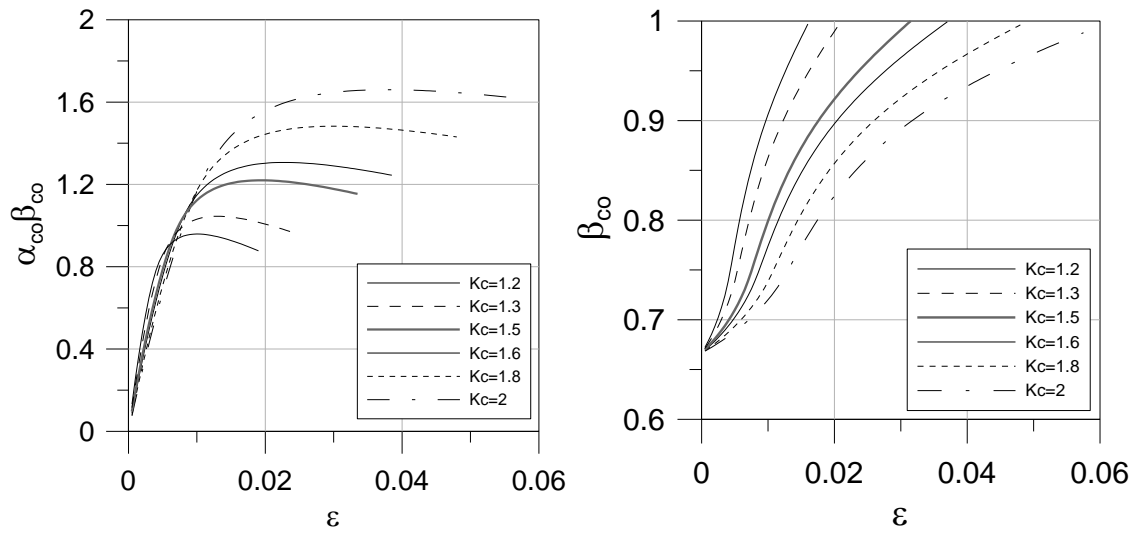 2
1.6
1.2
0.8
0.4
0
α_co β_co
Kc=1.2
Kc=1.3
Kc=1.5
Kc=1.6
Kc=1.8
Kc=2
0 0.02 0.04 0.06
ε
1
0.9
0.8
0.7
0.6
β_co
Kc=1.2
Kc=1.3
Kc=1.5
Kc=1.6
Kc=1.8
Kc=2
0 0.02 0.04 0.06
ε